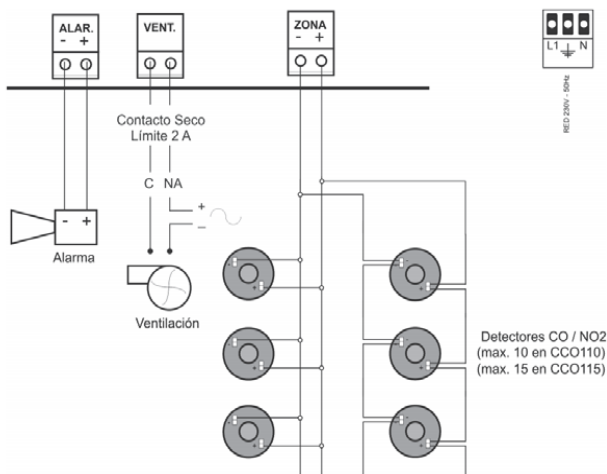 ALAR.
- +
VENT.
ZONA
- +
L1 N
RED 230V - 50Hz
Contacto Seco
Límite 2 A
C NA
+
-
- +
Alarma
Ventilación
Detectores CO / NO2
(max. 10 en CCO110)
(max. 15 en CCO115)
- +
- +
- +
- +
- +
- +